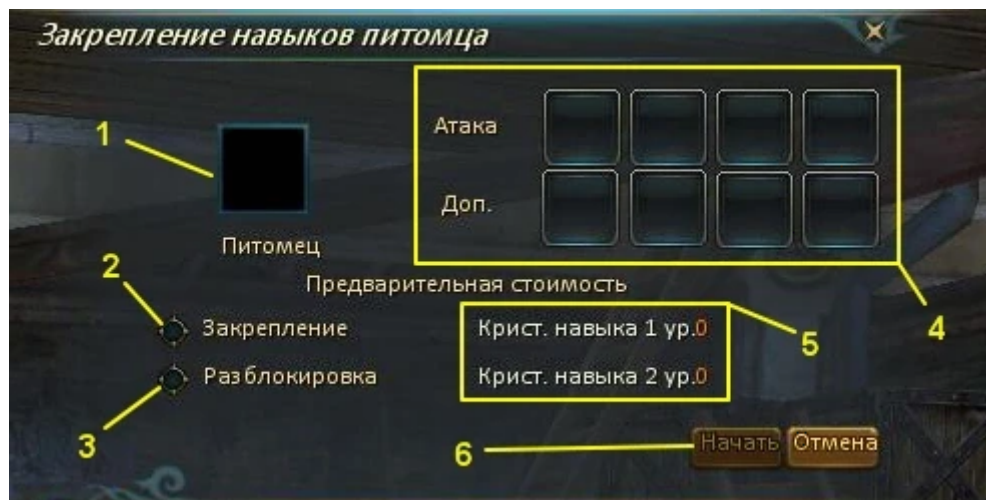 Закрепление навыков питомца
1
Атака
Доп.
Питомец
2
Предварительная стоимость
Закрепление
Крист. навыка 1 ур.0
5
4
Разблокировка
Крист. навыка 2 ур.0
3
6
Начать
Отмена